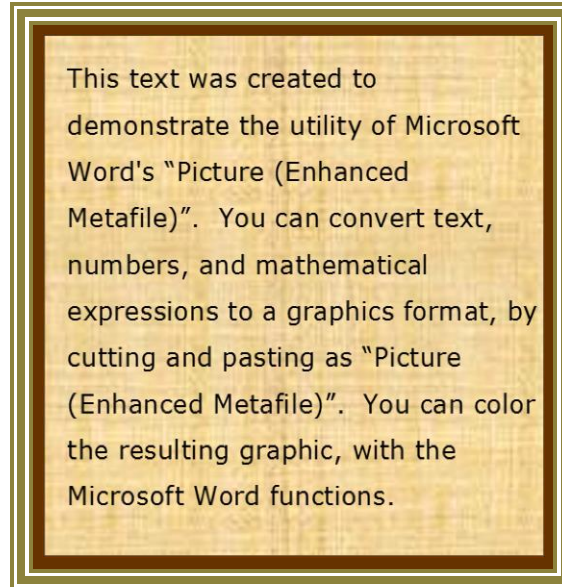 This text was created to
demonstrate the utility of Microsoft
Word's “Picture (Enhanced
Metafile)”.  You can convert text,
numbers, and mathematical
expressions to a graphics format, by
cutting and pasting as “Picture
(Enhanced Metafile)”.  You can color
the resulting graphic, with the
Microsoft Word functions.